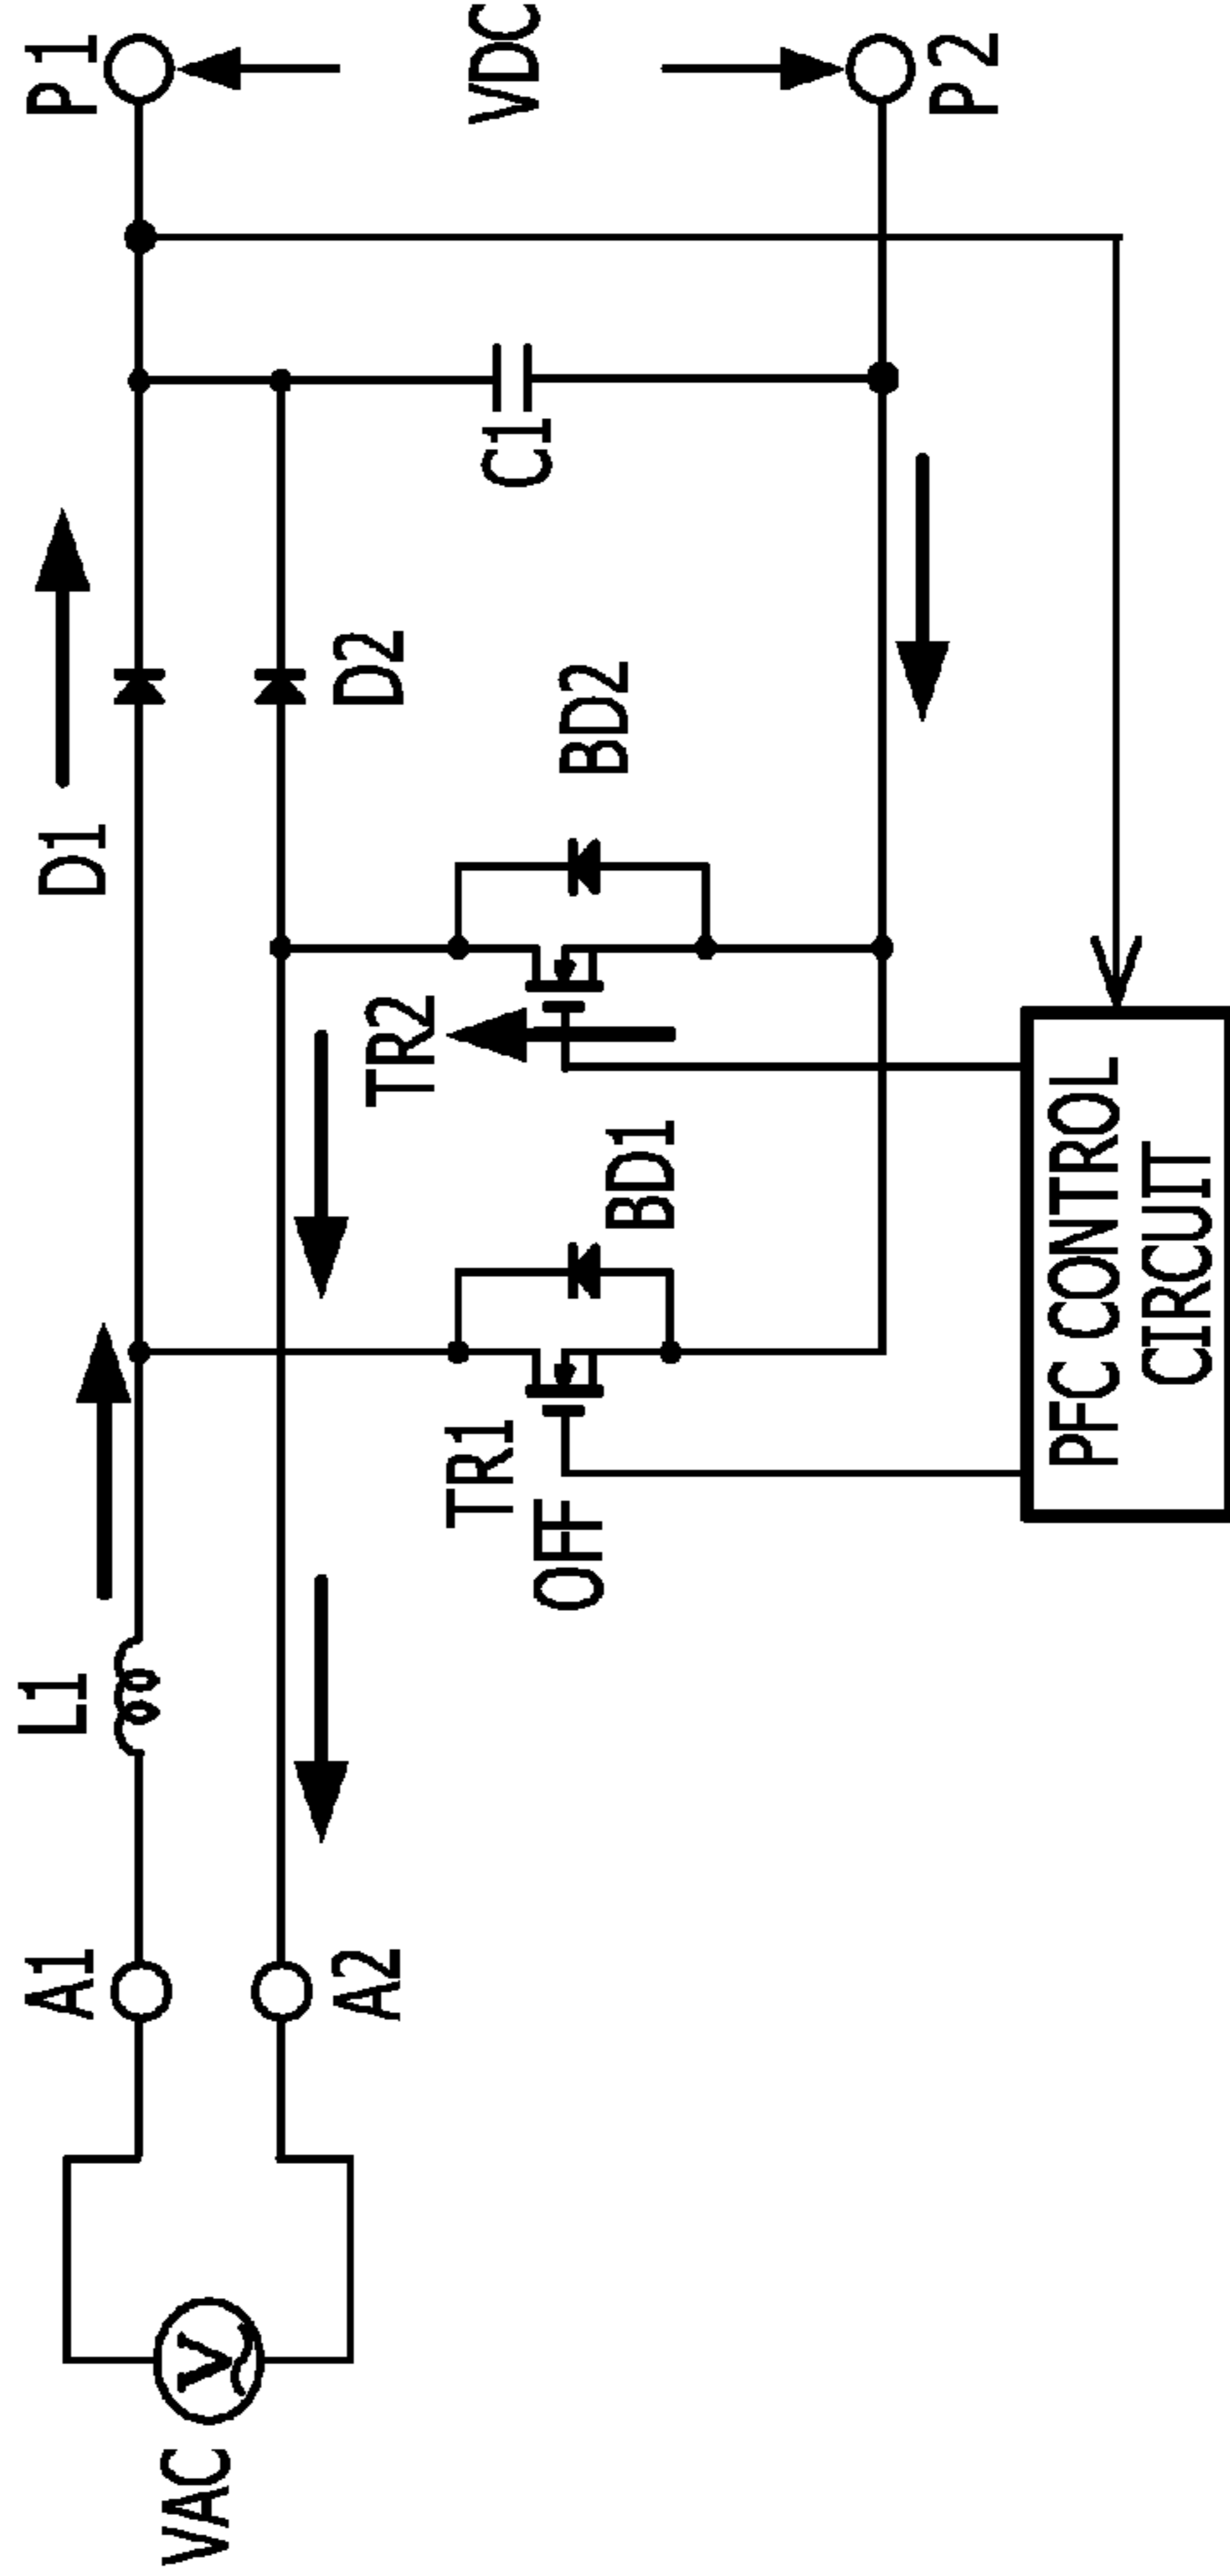 P1
VDC
P2
D1
C1
D2
BD2
TR2
BD1
L1
TR1
OFF
PFC CONTROL
CIRCUIT
A1
A2
V
VAC